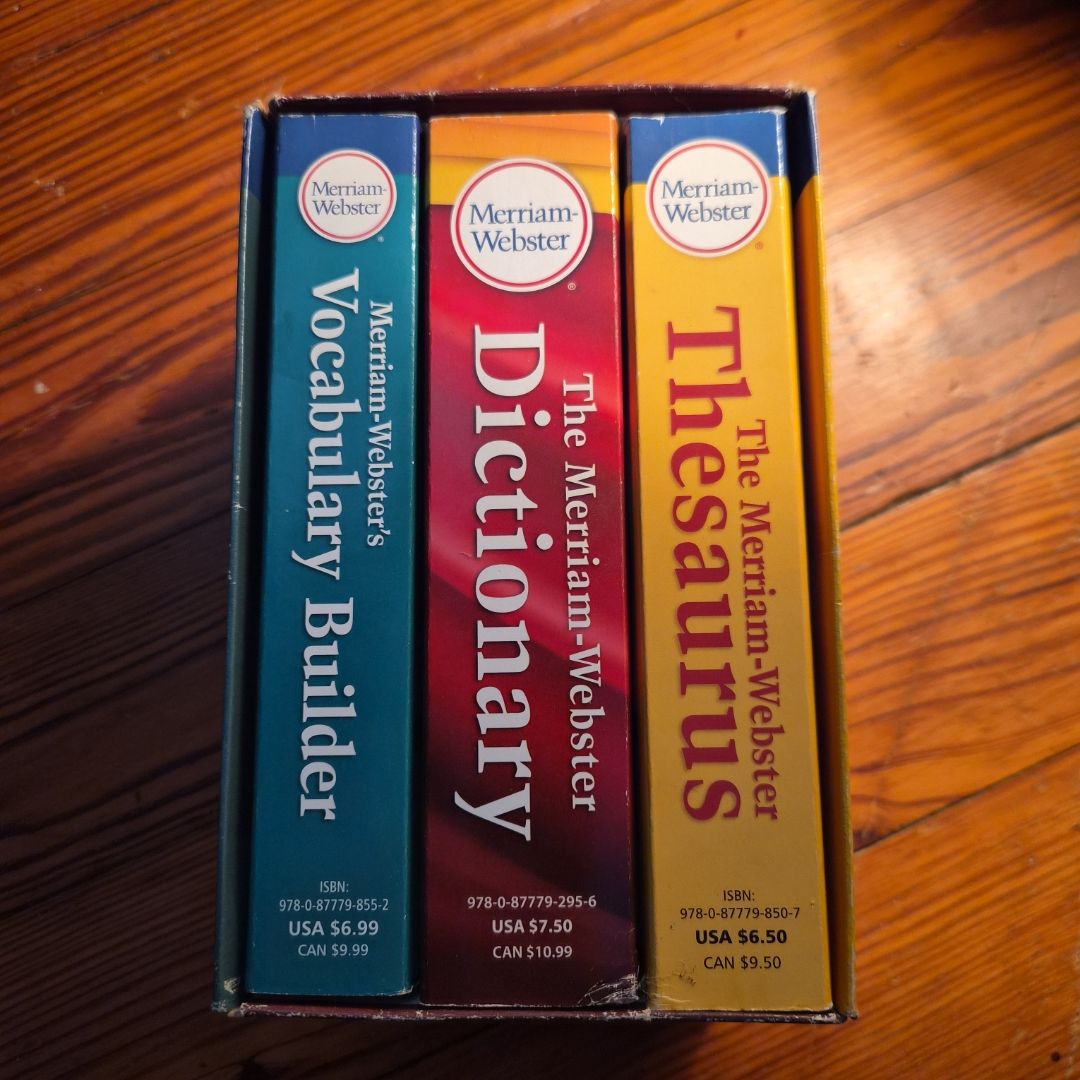 Merriam-
Webster
®
Merriam-Webster's
Vocabulary Builder
ISBN:
978-0-87779-855-2
USA $6.99
CAN $9.99
Merriam-
Webster
®
The Merriam-Webster
Dictionary
978-0-87779-295-6
USA $7.50
CAN $10.99
Merriam-
Webster
®
The Merriam-Webster
Thesaurus
ISBN:
978-0-87779-850-7
USA $6.50
CAN $9.50